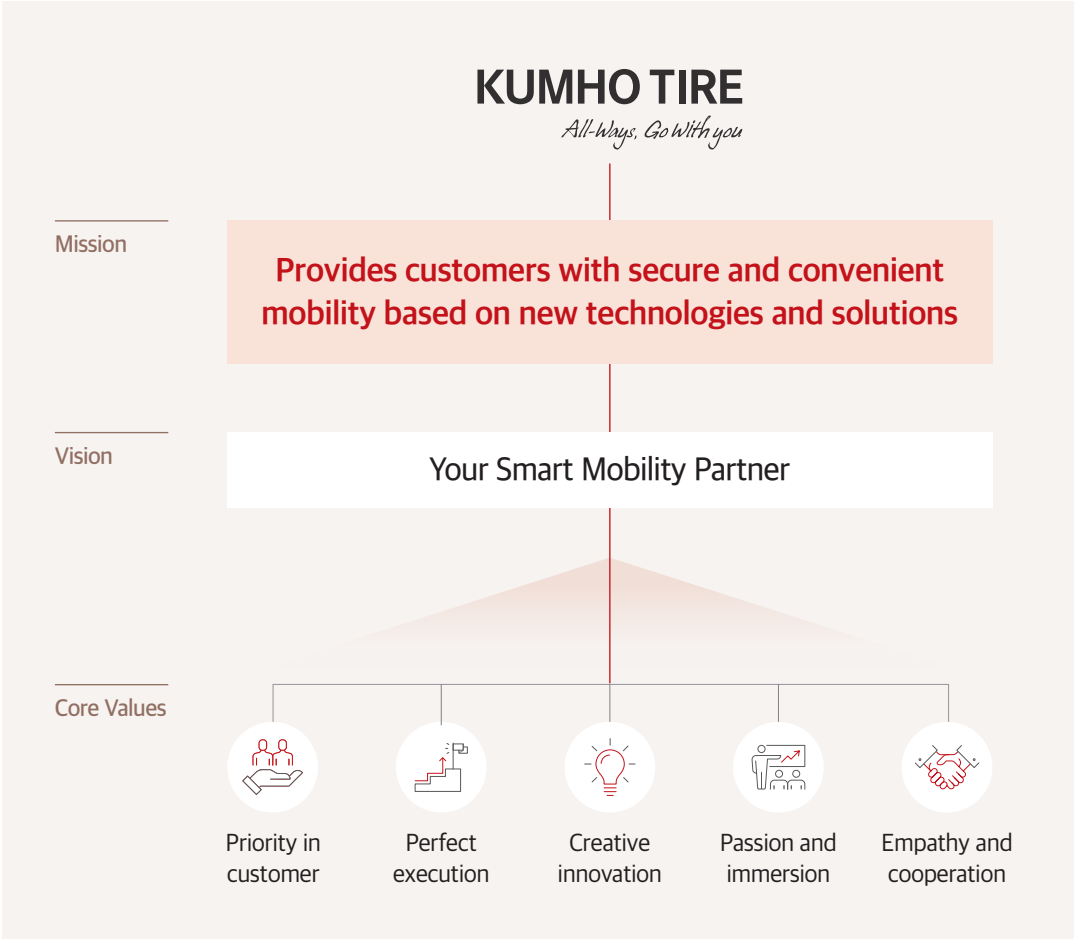 KUMHO TIRE
All-Ways, Go With you
Mission
Provides customers with secure and convenient
mobility based on new technologies and solutions
Vision
Your Smart Mobility Partner
Core Values
Priority in
customer
Perfect
execution
Creative
innovation
Passion and
immersion
Empathy and
cooperation